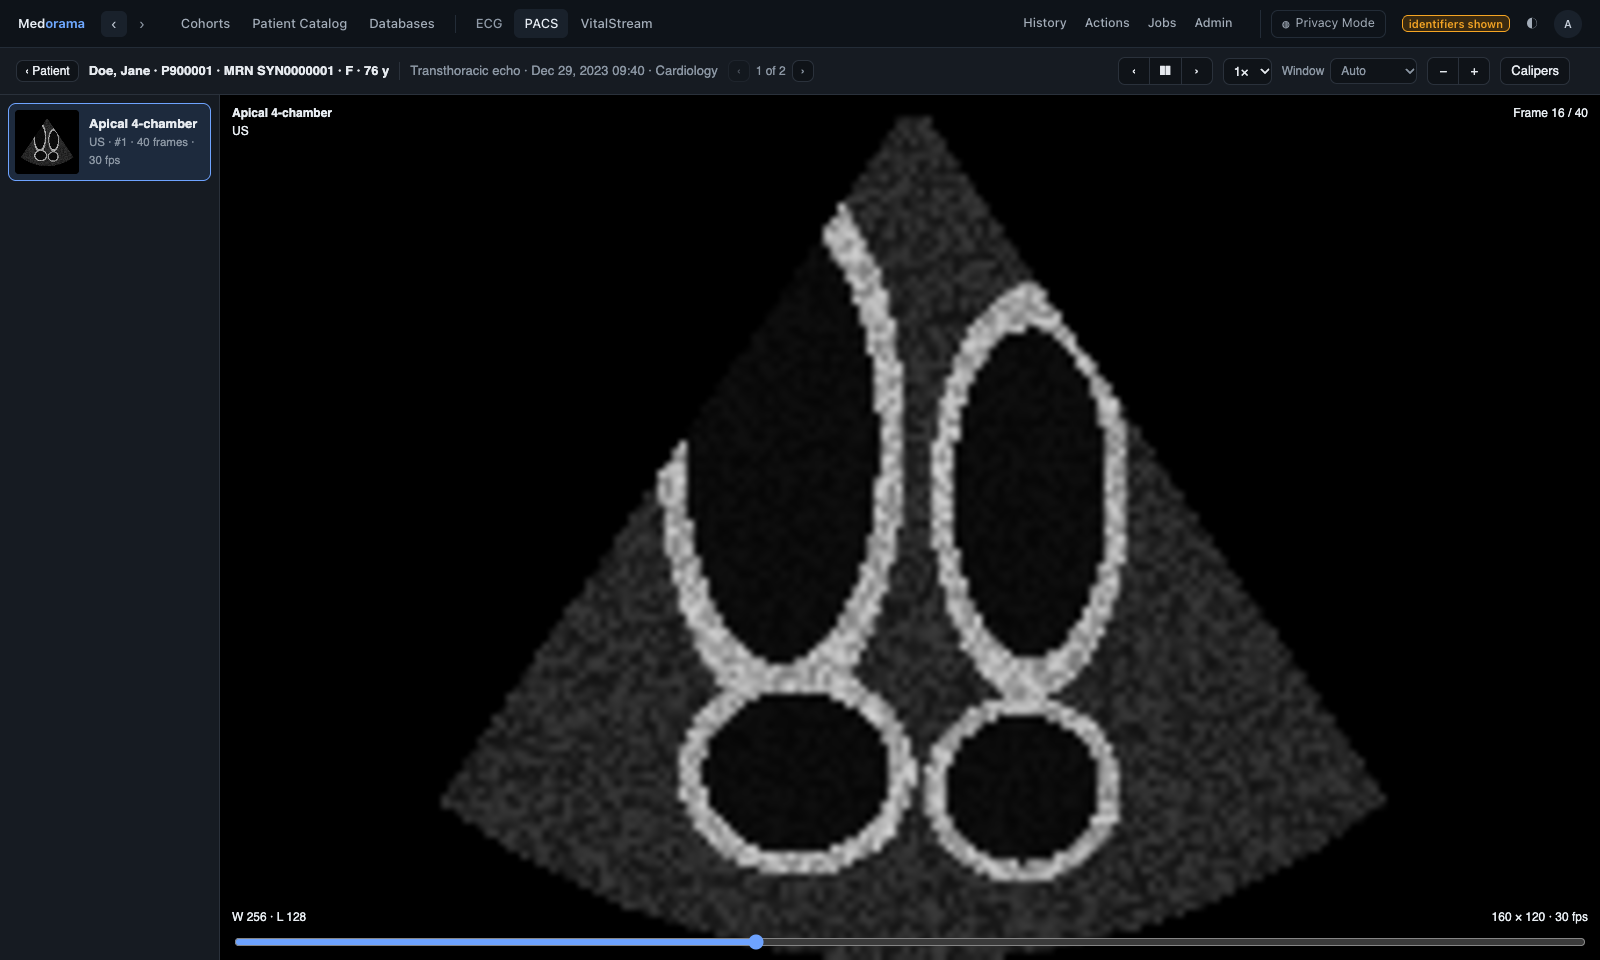 Medorama ‹ › Cohorts Patient Catalog Databases ECG PACS VitalStream History Actions Jobs Admin Privacy Mode identifiers shown A
‹ Patient Doe, Jane · P900001 · MRN SYN0000001 · F · 76 y Transthoracic echo · Dec 29, 2023 09:40 · Cardiology ‹ 1 of 2 › ‹ › 1× Window Auto − + Calipers
Apical 4-chamber
US · #1 · 40 frames ·
30 fps
Apical 4-chamber
US
Frame 16 / 40
W 256 · L 128
160 × 120 · 30 fps